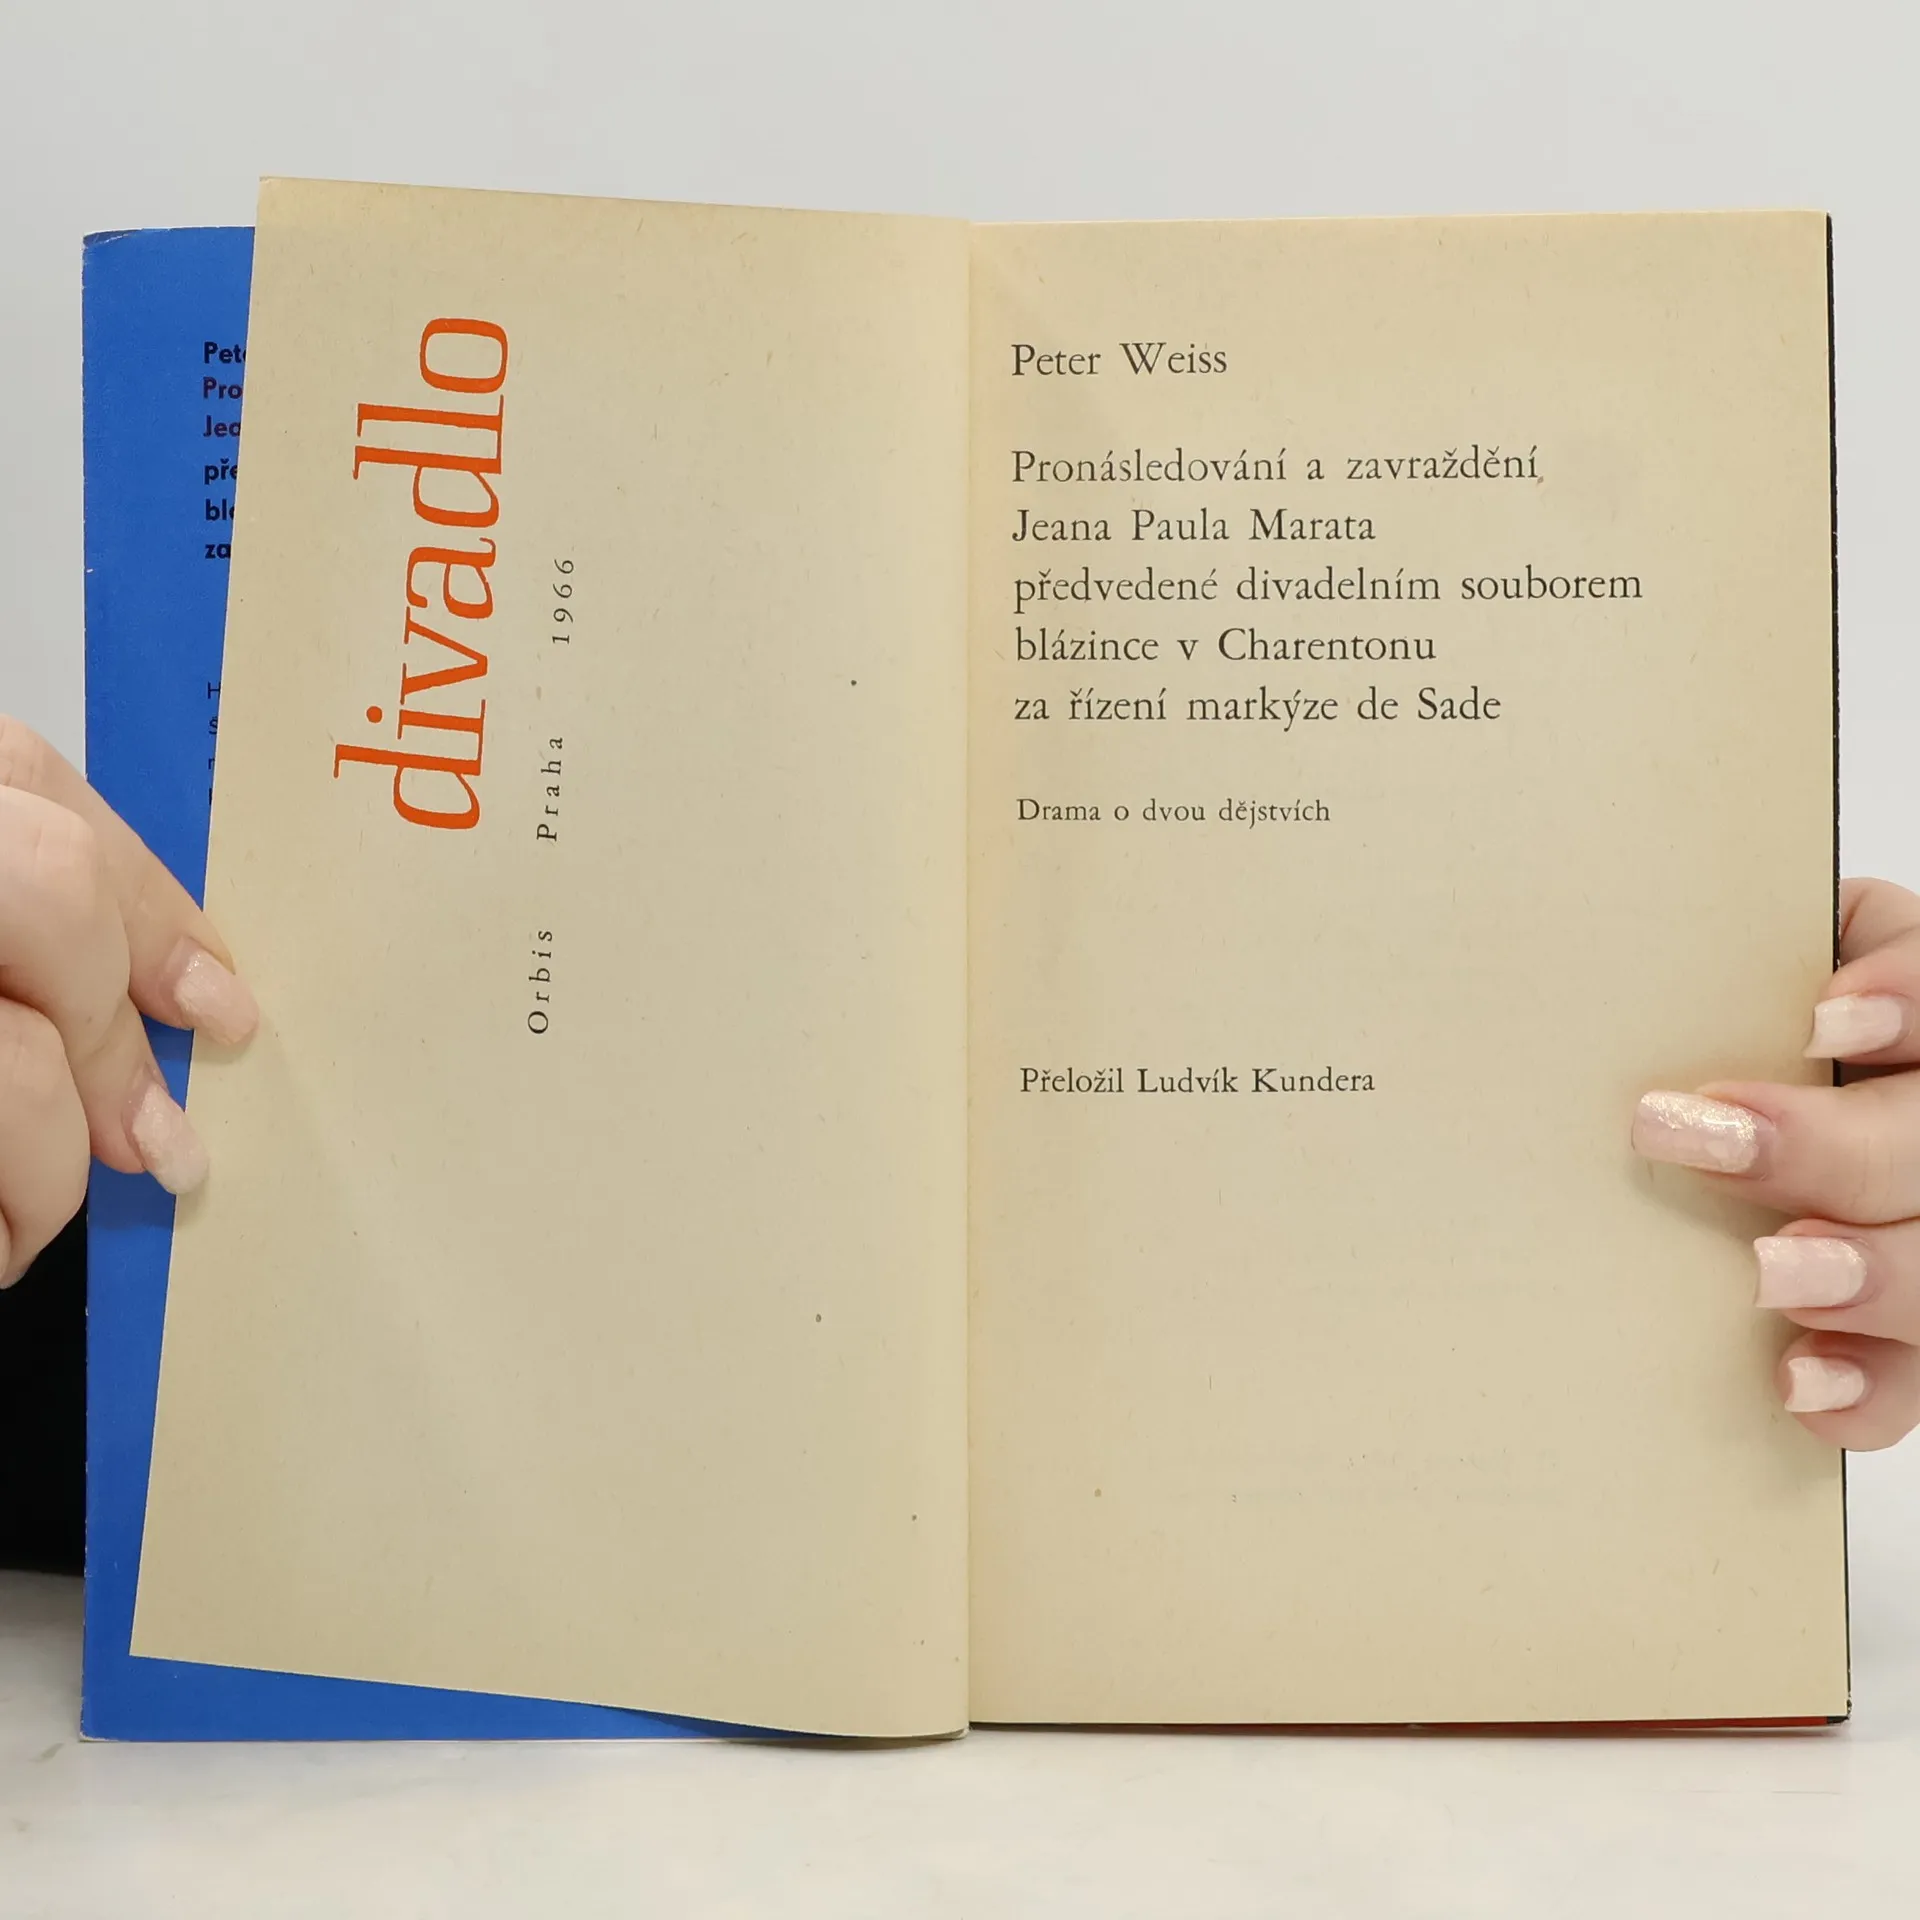 divadlo
Orbis Praha 1966
Peter Weiss
Pronásledování a zavraždění
Jeana Paula Marata
předvedené divadelním souborem
blázince v Charentonu
za řízení markýze de Sade
Drama o dvou dějstvích
Přeložil Ludvík Kundera